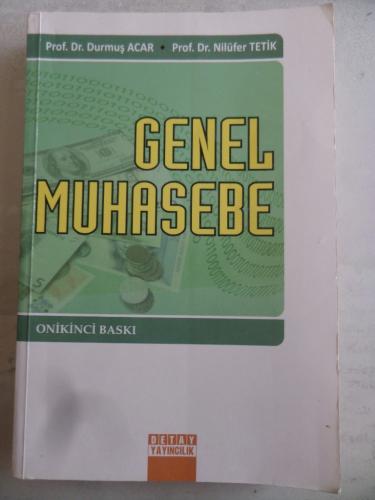 Prof. Dr. Durmuş ACAR • Prof. Dr. Nilüfer TETİK
GENEL
MUHASEBE
ONİKİNCİ BASKI
DETAY
YAYINCILIK